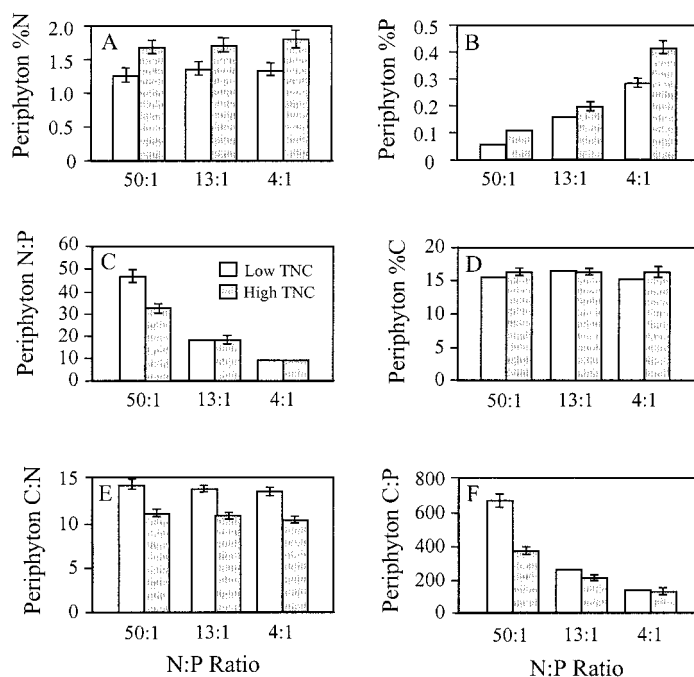 A
Periphyton %N
2.0
1.5
1.0
0.5
0
50:1 13:1 4:1
B
Periphyton %P
0.5
0.4
0.3
0.2
0.1
0
50:1 13:1 4:1
C
Periphyton N:P
60
50
40
30
20
10
0
Low TNC
High TNC
50:1 13:1 4:1
D
Periphyton %C
20
15
10
5
0
50:1 13:1 4:1
E
Periphyton C:N
15
10
5
0
50:1 13:1 4:1
N:P Ratio
F
Periphyton C:P
800
600
400
200
0
50:1 13:1 4:1
N:P Ratio